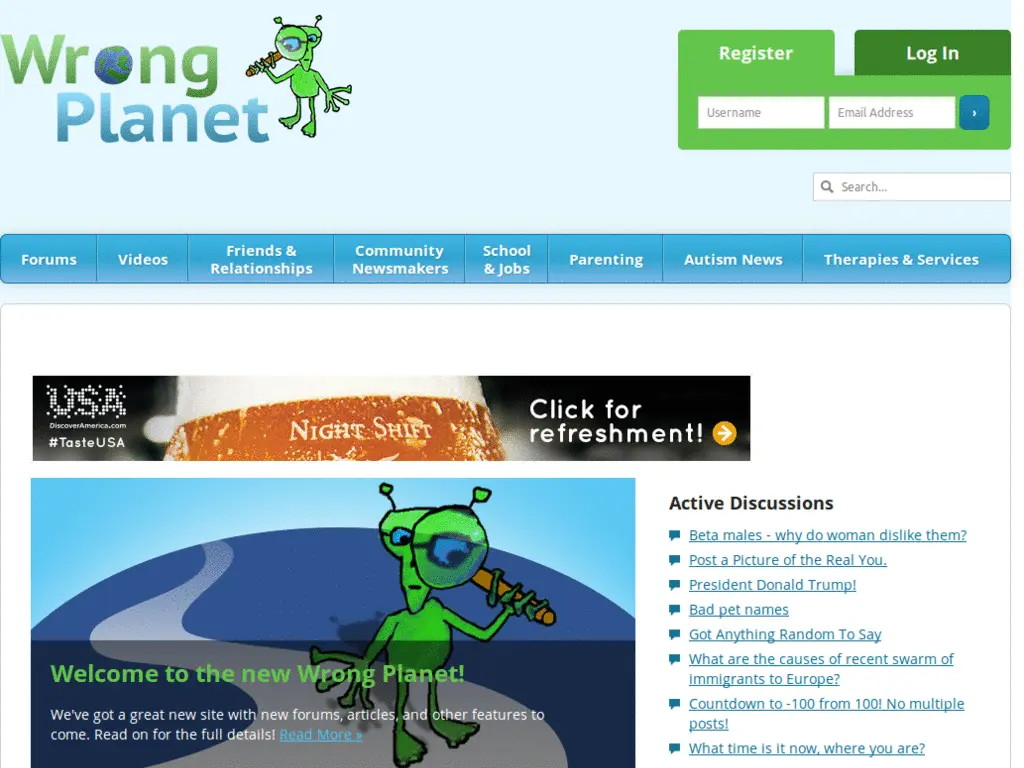 Wrong
Planet
Register
Log In
Username
Email Address
›
Search...
Forums
Videos
Friends &
Relationships
Community
Newsmakers
School
& Jobs
Parenting
Autism News
Therapies & Services
USA
DiscoverAmerica.com
#TasteUSA
NIGHT SHIFT
Click for
refreshment!
Welcome to the new Wrong Planet!
We've got a great new site with new forums, articles, and other features to
come. Read on for the full details! Read More »
Active Discussions
Beta males - why do woman dislike them?
Post a Picture of the Real You.
President Donald Trump!
Bad pet names
Got Anything Random To Say
What are the causes of recent swarm of
immigrants to Europe?
Countdown to -100 from 100! No multiple
posts!
What time is it now, where you are?